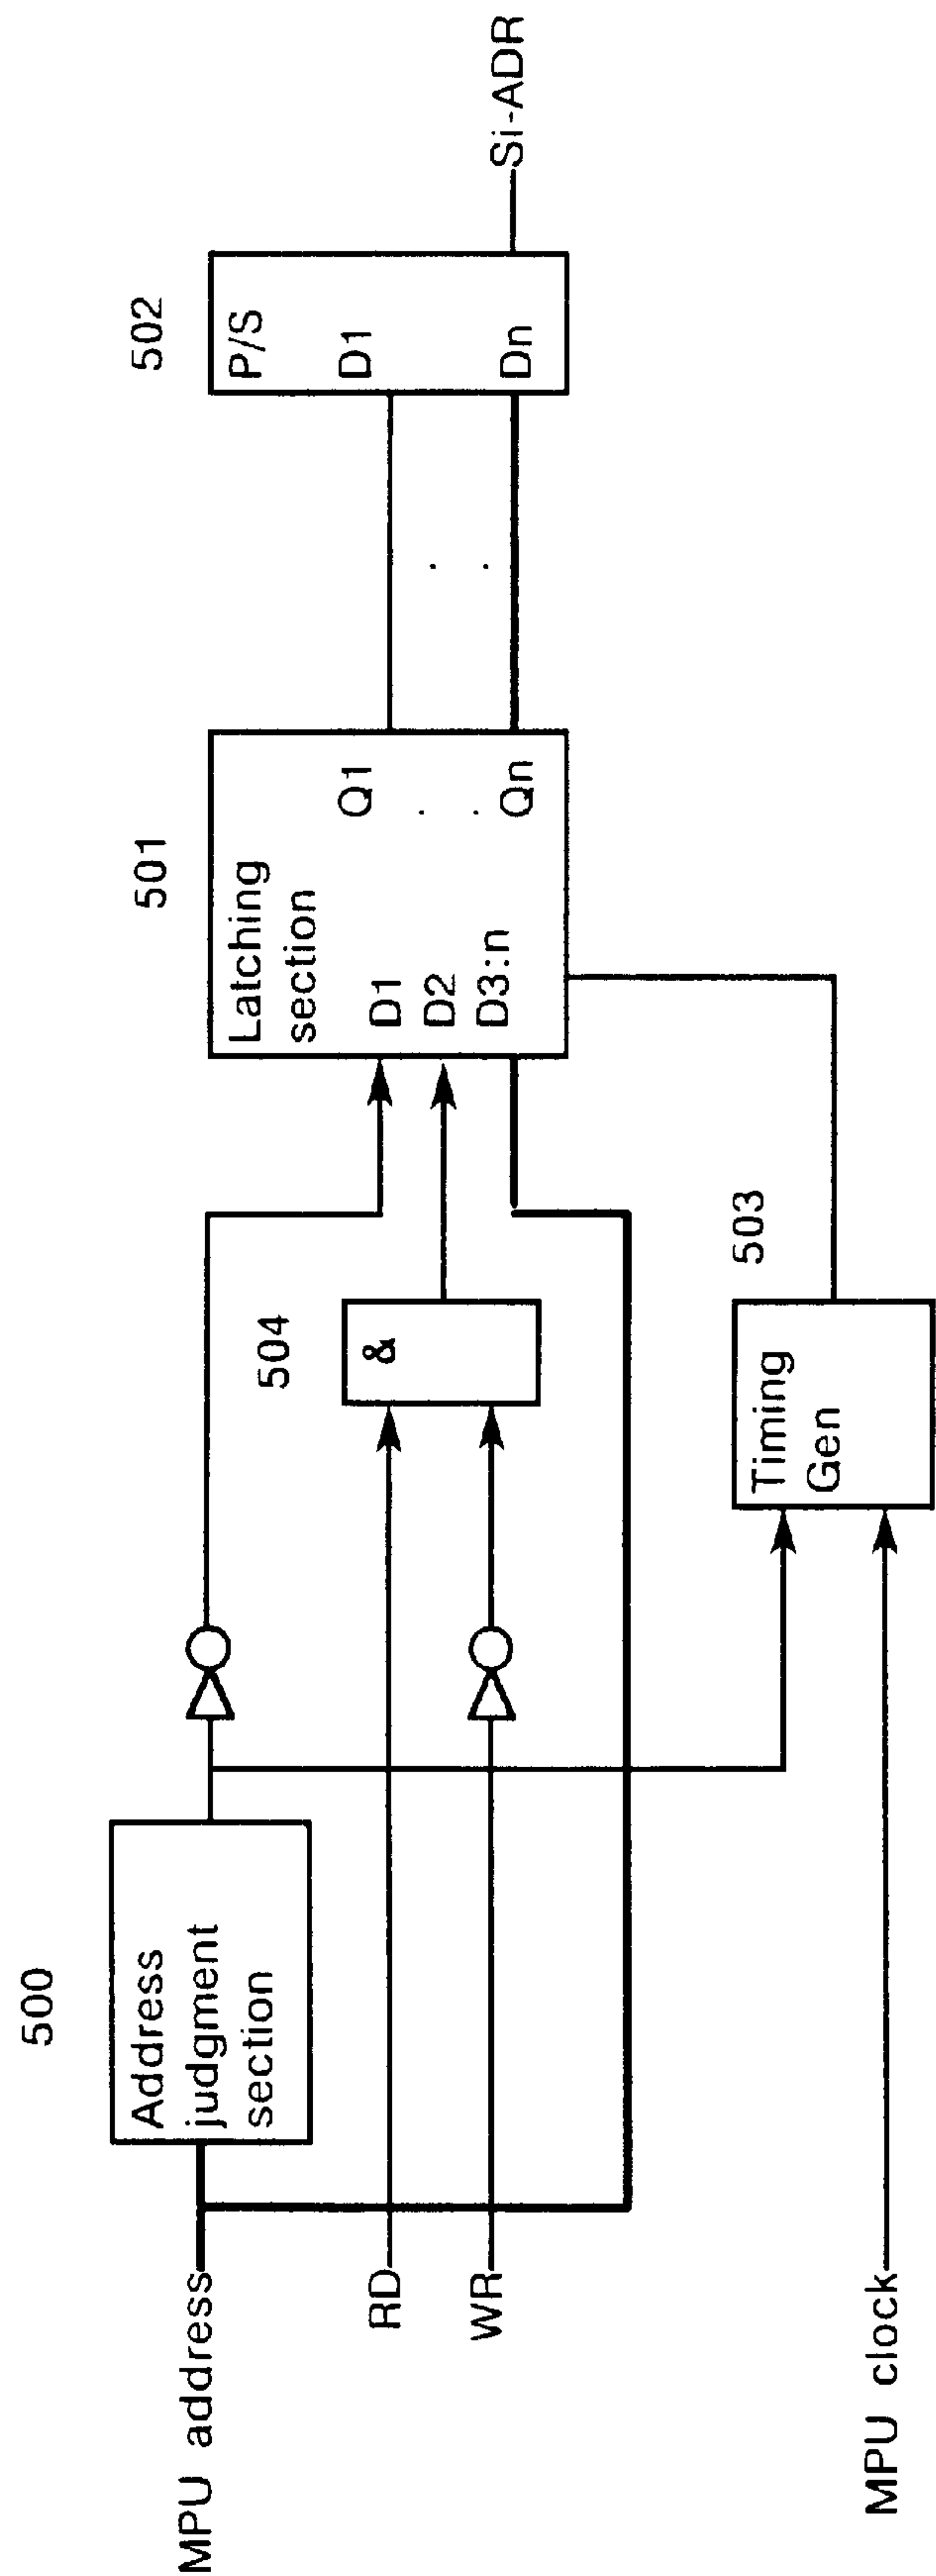 500
501
502
Address
judgment
section
Latching
section
P/S
MPU address
Q1
D1
D1
.
.
.
RD
504
&
D2
WR
D3:n
.
Qn
Dn
Si-ADR
503
Timing
Gen
MPU clock